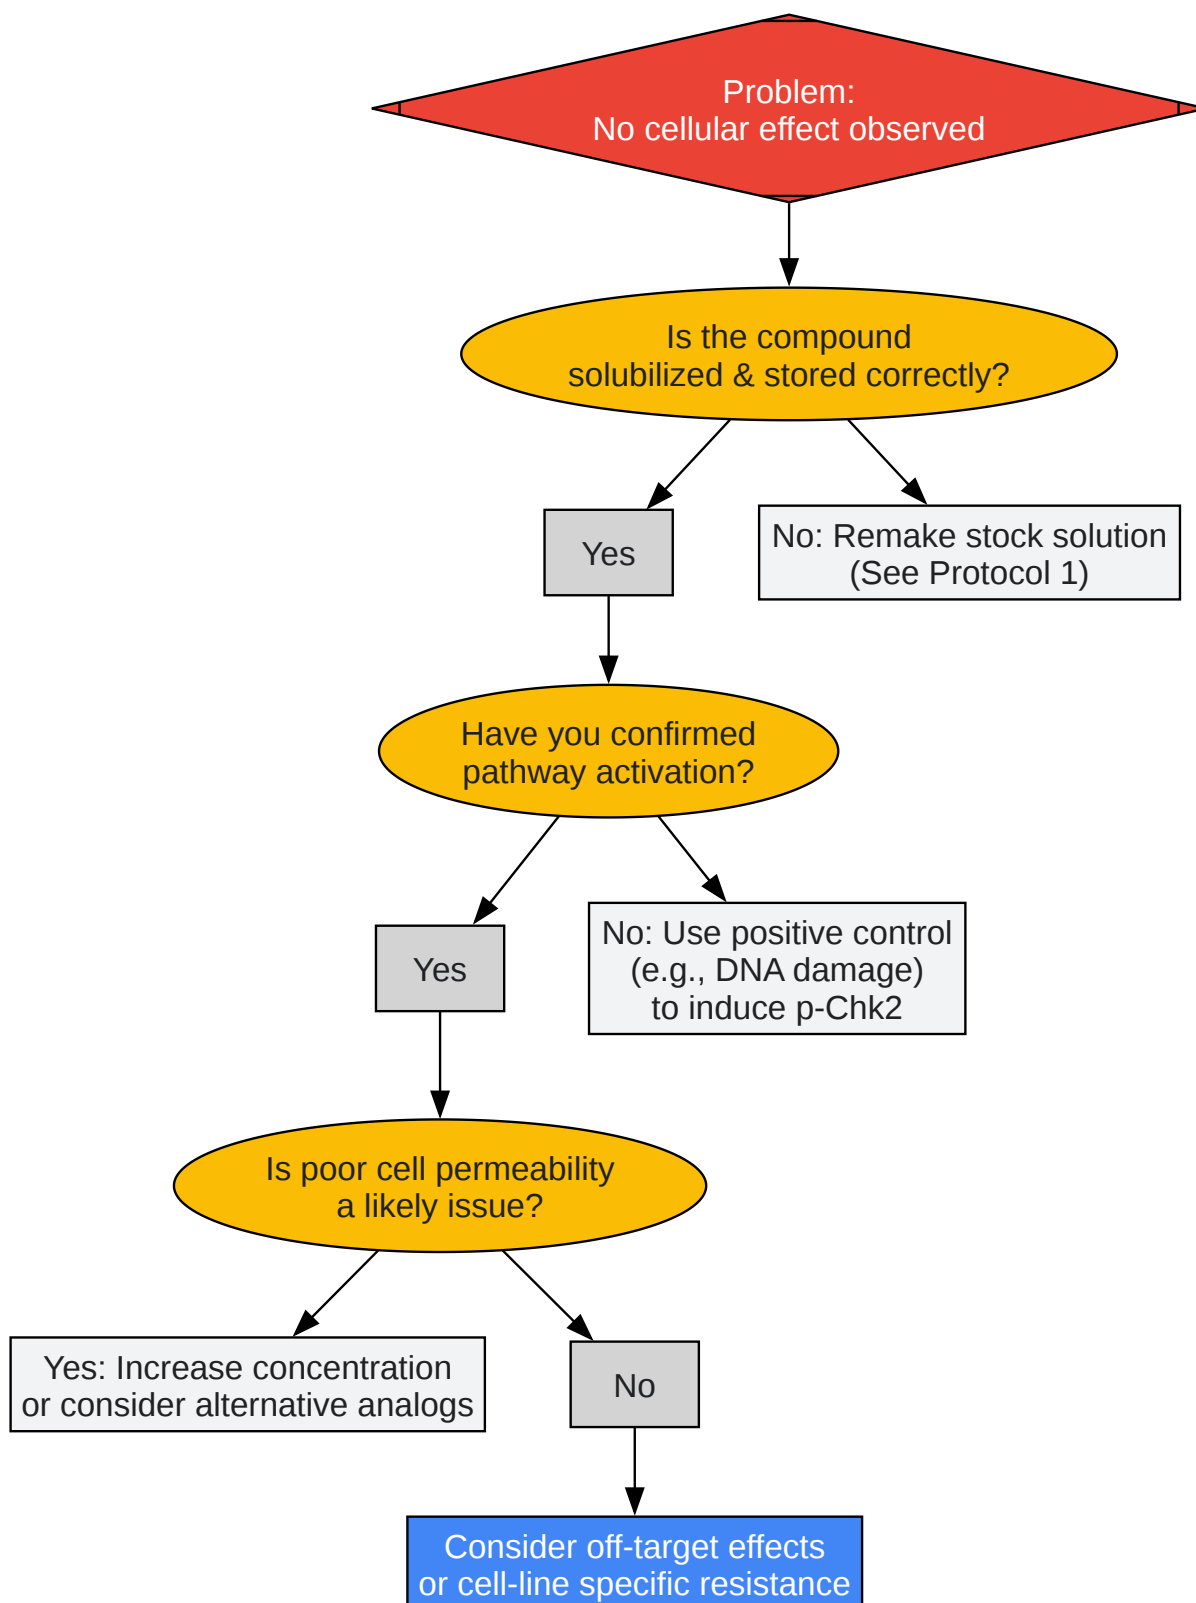 Problem:
No cellular effect observed
Is the compound
solubilized & stored correctly?
Yes
No: Remake stock solution
(See Protocol 1)
Have you confirmed
pathway activation?
Yes
No: Use positive control
(e.g., DNA damage)
to induce p-Chk2
Is poor cell permeability
a likely issue?
Yes: Increase concentration
or consider alternative analogs
No
Consider off-target effects
or cell-line specific resistance